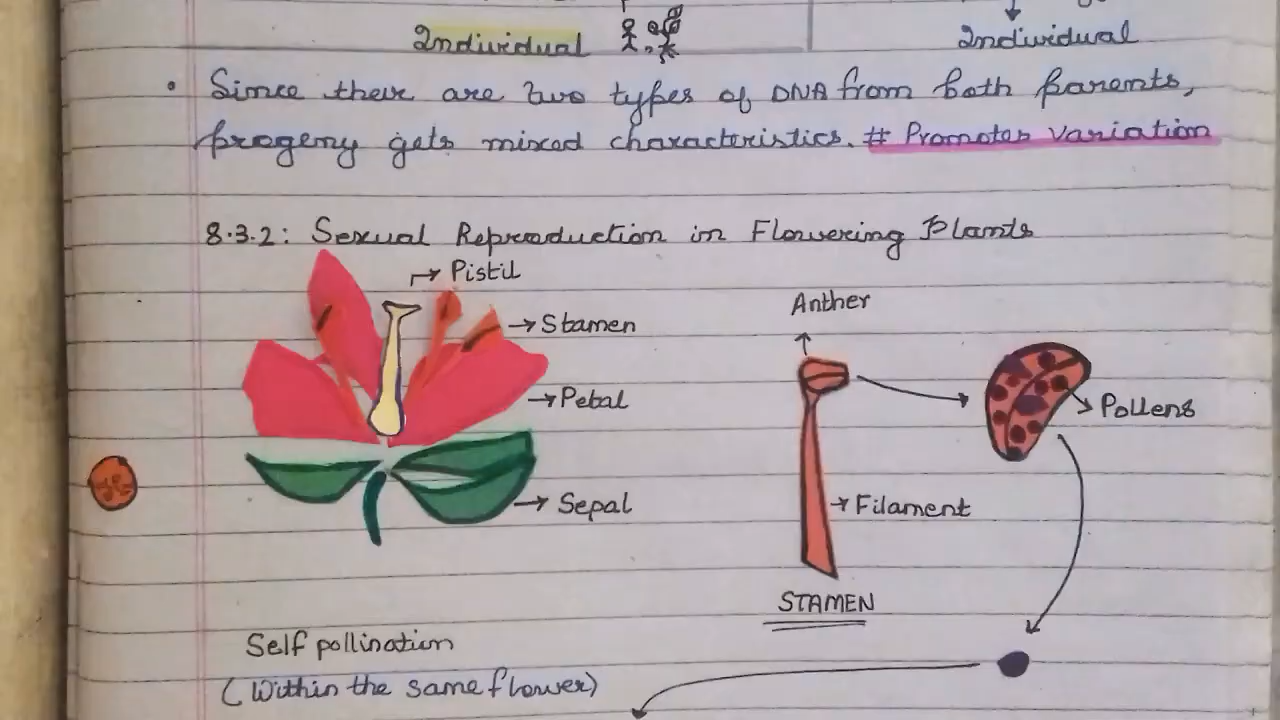 Individual
Individual
• Since there are two types of DNA from both parents,
progeny gets mixed characteristics. # Promotes variation
8.3.2: Sexual Reproduction in Flowering Plants
Pistil
Stamen
Petal
Sepal
Anther
Pollens
Filament
STAMEN
Self pollination
(Within the same flower)